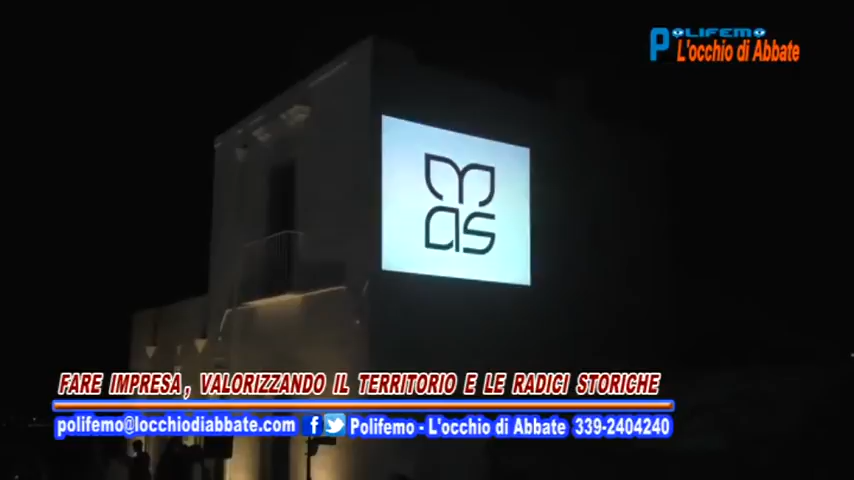 POLIFEMO
L'occhio di Abbate
mas
FARE IMPRESA, VALORIZZANDO IL TERRITORIO E LE RADICI STORICHE
polifemo@locchiodiabbate.com f Polifemo - L'occhio di Abbate 339-2404240